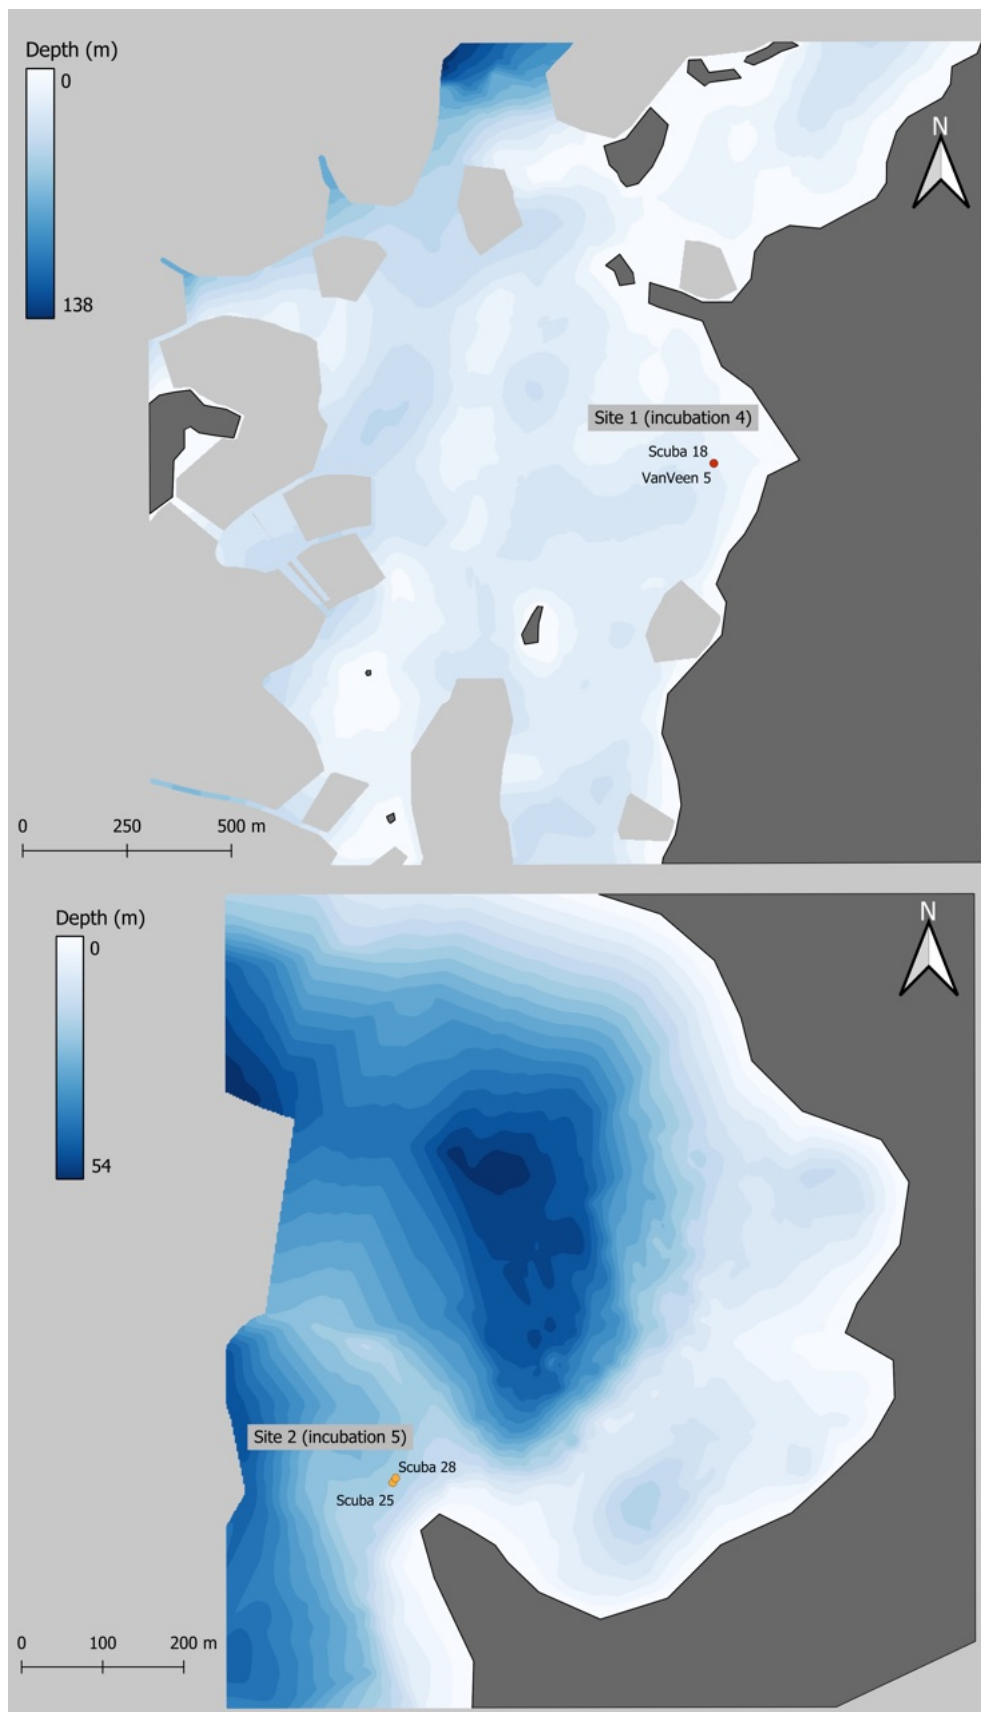 Depth (m)
0
138
N
Site 1 (incubation 4)
Scuba 18
VanVeen 5
0 250 500 m
Depth (m)
0
54
N
Site 2 (incubation 5)
Scuba 28
Scuba 25
0 100 200 m